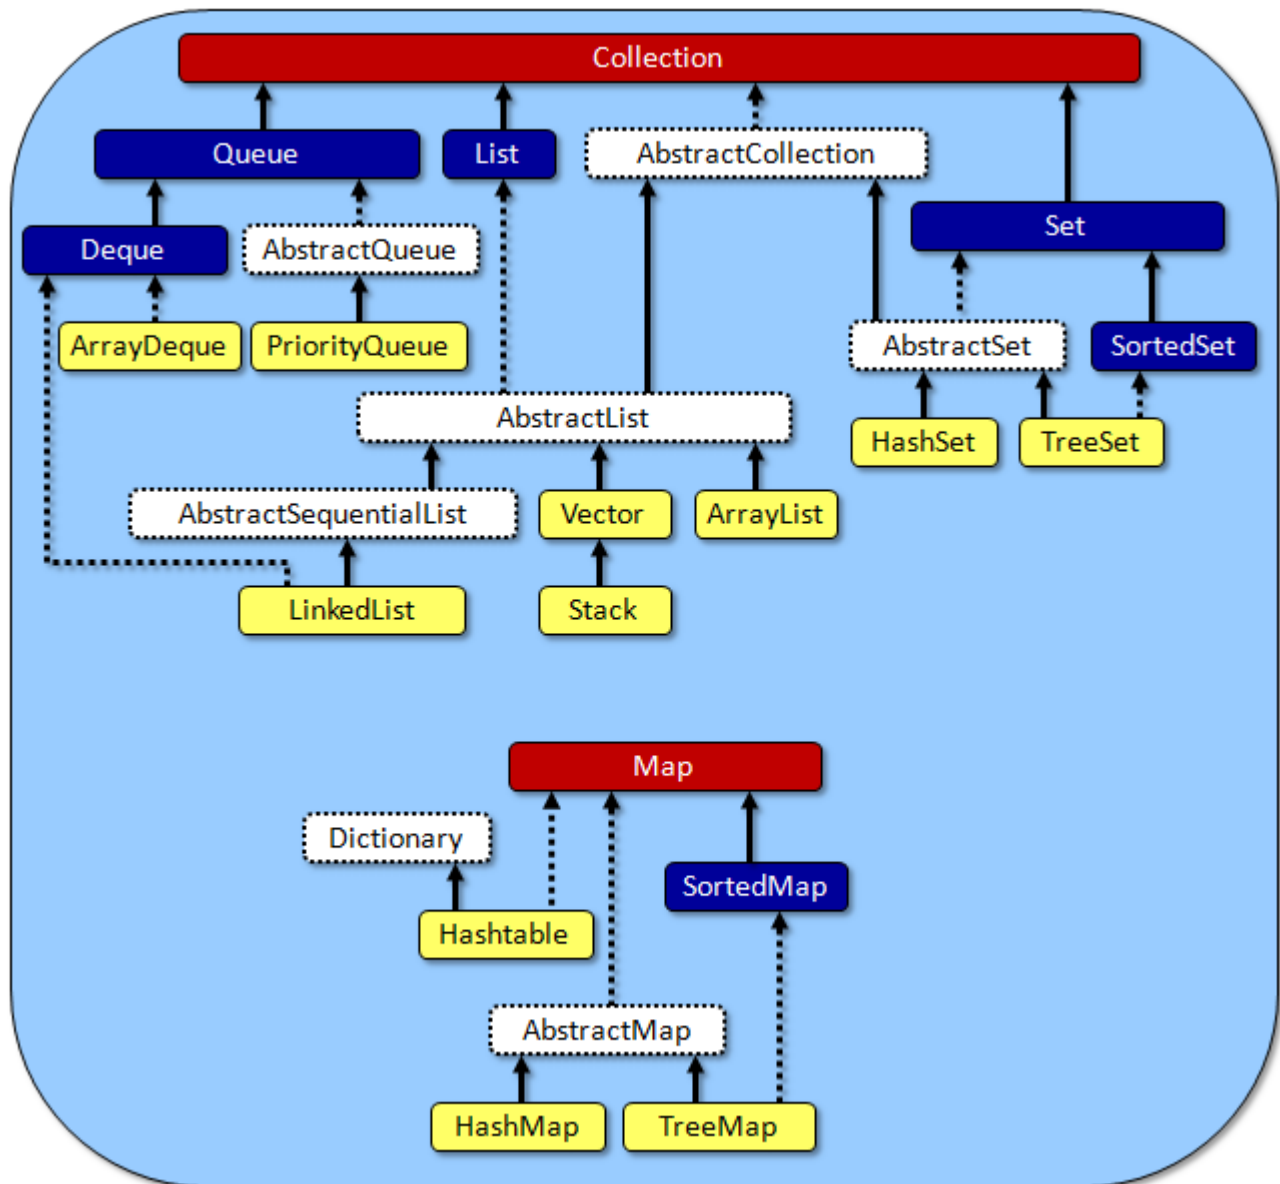 Collection
Queue
List
AbstractCollection
Set
Deque
AbstractQueue
ArrayDeque
PriorityQueue
AbstractSet
SortedSet
AbstractList
HashSet
TreeSet
AbstractSequentialList
Vector
ArrayList
LinkedList
Stack
Map
Dictionary
SortedMap
Hashtable
AbstractMap
HashMap
TreeMap